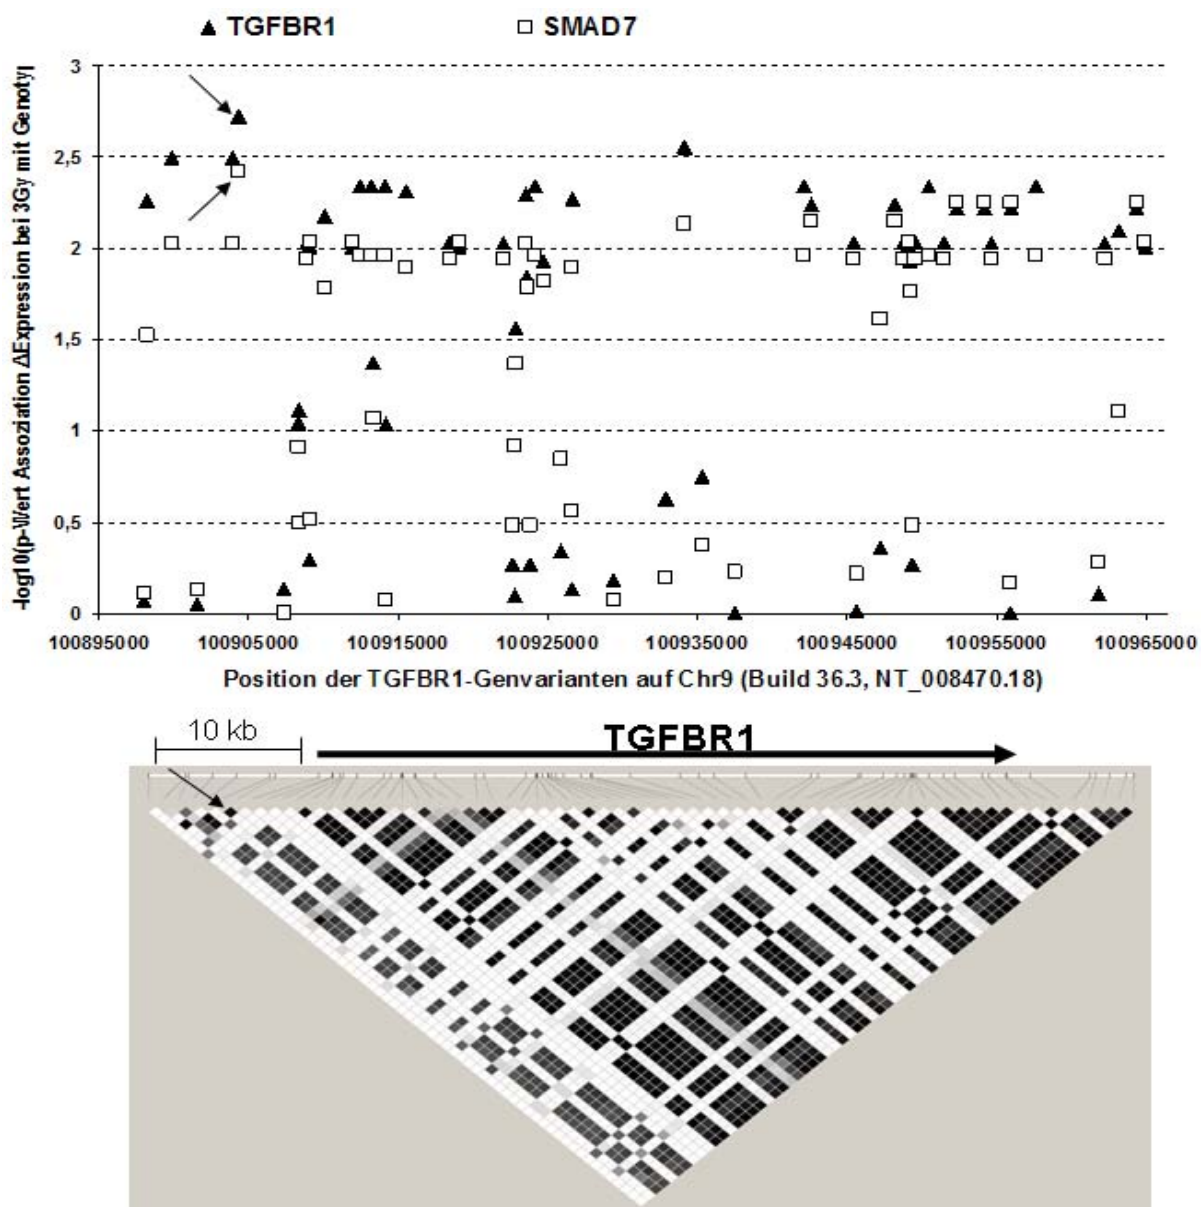 TGFBR1 SMAD7
-log10(p-Wert Assoziation ΔExpression bei 3Gy mit Genoty)
3
2,5
2
1,5
1
0,5
0
100895000 100905000 100915000 100925000 100935000 100945000 100955000 100965000
Position der TGFBR1-Genvarianten auf Chr9 (Build 36.3, NT_008470.18)
10 kb TGFBR1